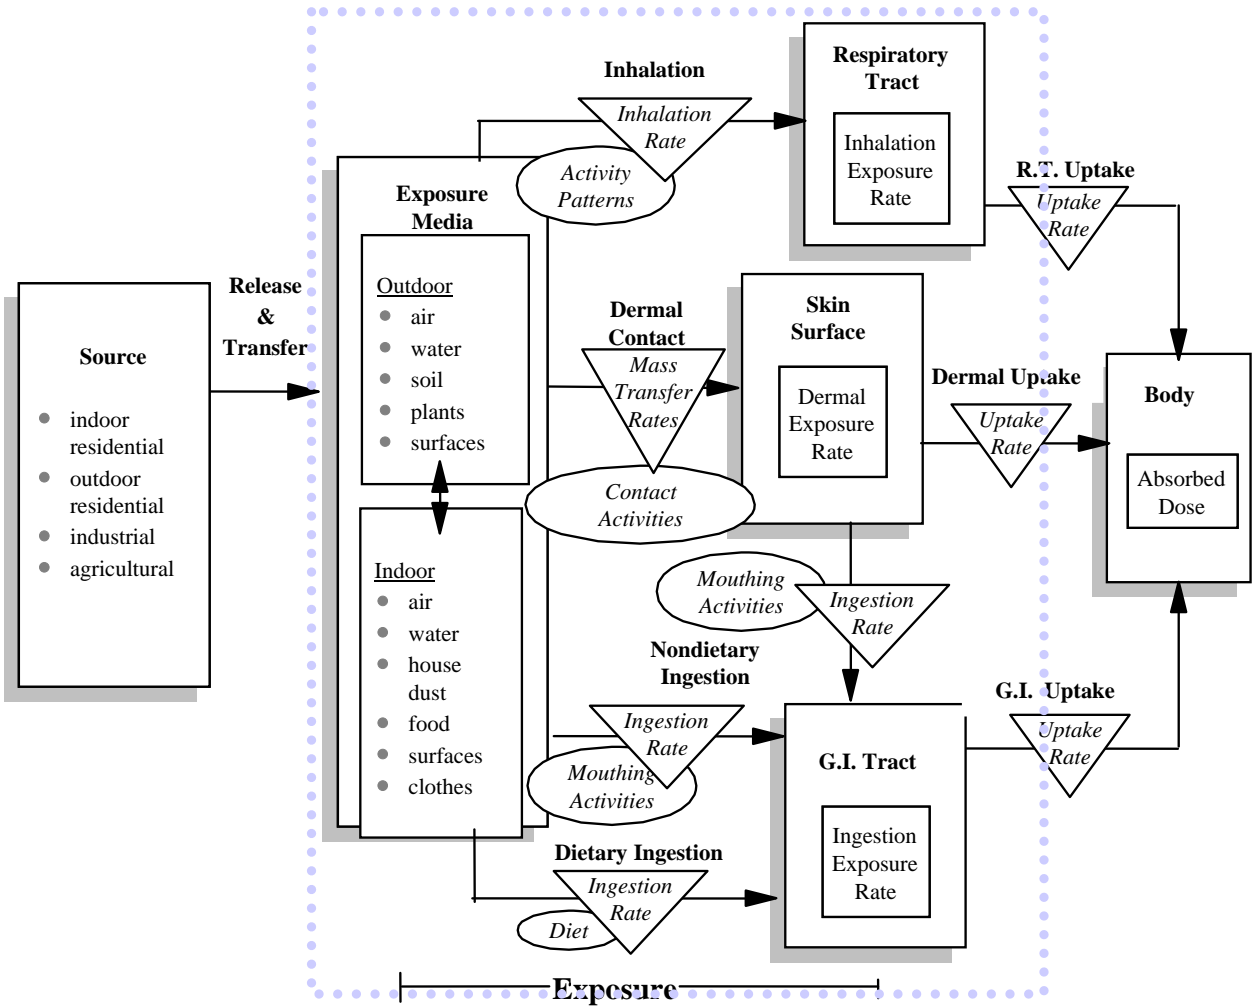 Source
indoor
residential
outdoor
residential
industrial
agricultural
Release
&
Transfer
Exposure
Media
Outdoor
air
water
soil
plants
surfaces
Indoor
air
water
house
dust
food
surfaces
clothes
Inhalation
Inhalation
Rate
Activity
Patterns
Dermal
Contact
Mass
Transfer
Rates
Contact
Activities
Mouthing
Activities
Ingestion
Rate
Nondietary
Ingestion
Ingestion
Rate
Mouthing
Activities
Dietary Ingestion
Ingestion
Rate
Diet
Respiratory
Tract
Inhalation
Exposure
Rate
Skin
Surface
Dermal
Exposure
Rate
G.I. Tract
Ingestion
Exposure
Rate
R.T. Uptake
Uptake
Rate
Dermal Uptake
Uptake
Rate
G.I. Uptake
Uptake
Rate
Body
Absorbed
Dose
Exposure